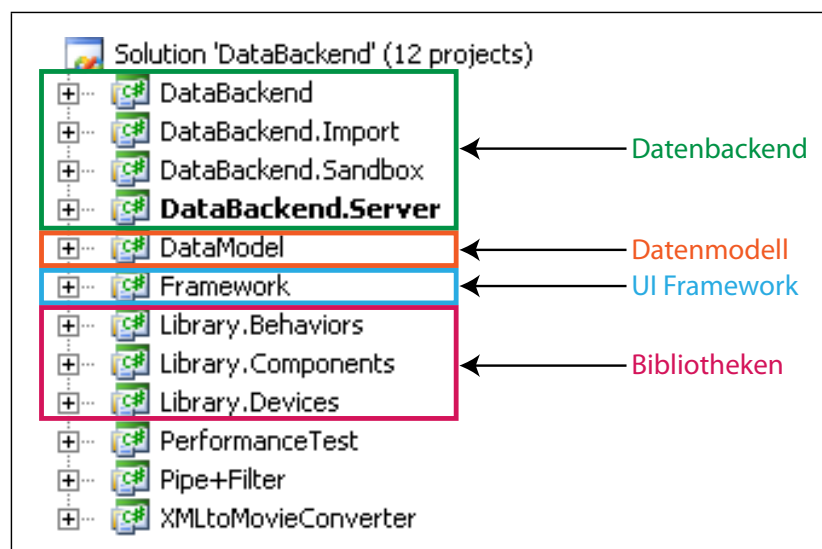 Solution 'DataBackend' (12 projects)
DataBackend
DataBackend.Import
DataBackend.Sandbox
DataBackend.Server
DataModel
Framework
Library.Behaviors
Library.Components
Library.Devices
PerformanceTest
Pipe+Filter
XMLtoMovieConverter
Datenbackend
Datenmodell
UI Framework
Bibliotheken